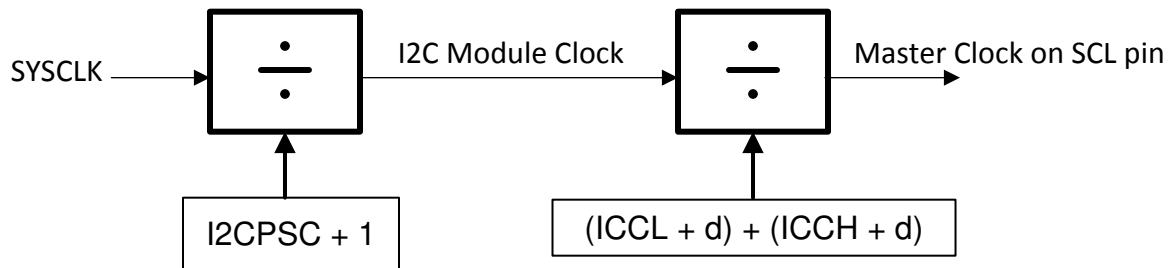 SYSCLK
I2C Module Clock
Master Clock on SCL pin
I2CPSC + 1
(ICCL + d) + (ICCH + d)